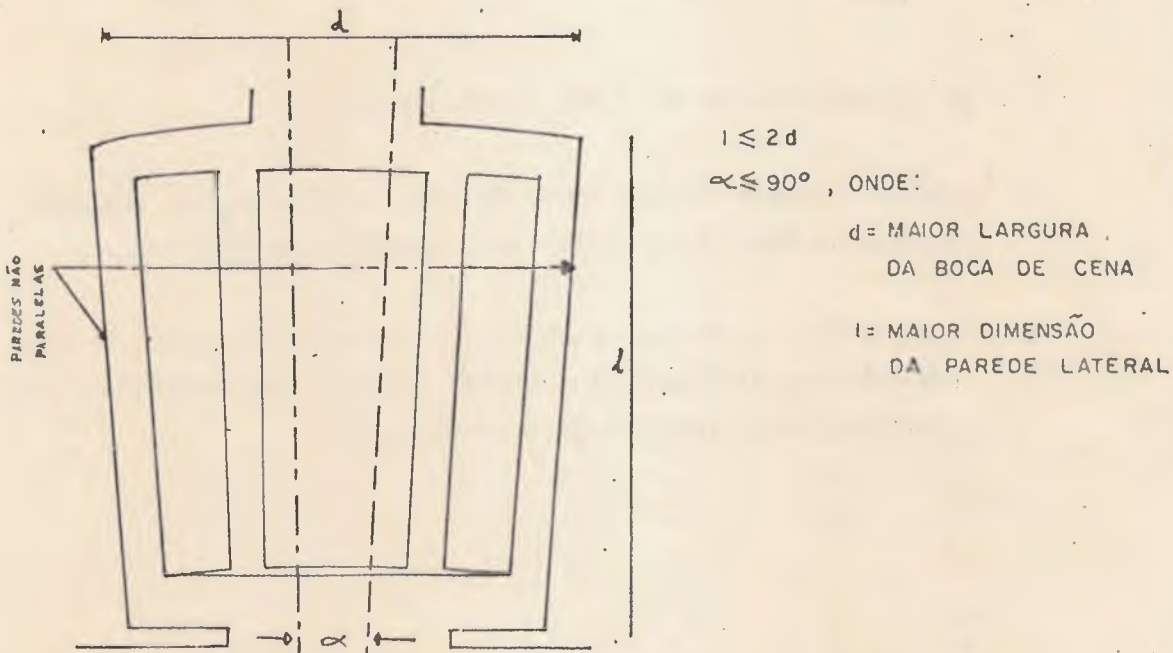 d
l ≤ 2d
α ≤ 90° , ONDE:
d = MAIOR LARGURA
DA BOCA DE CENA
l = MAIOR DIMENSÃO
DA PAREDE LATERAL
PAREDES NÃO
PARALELAS
l
α